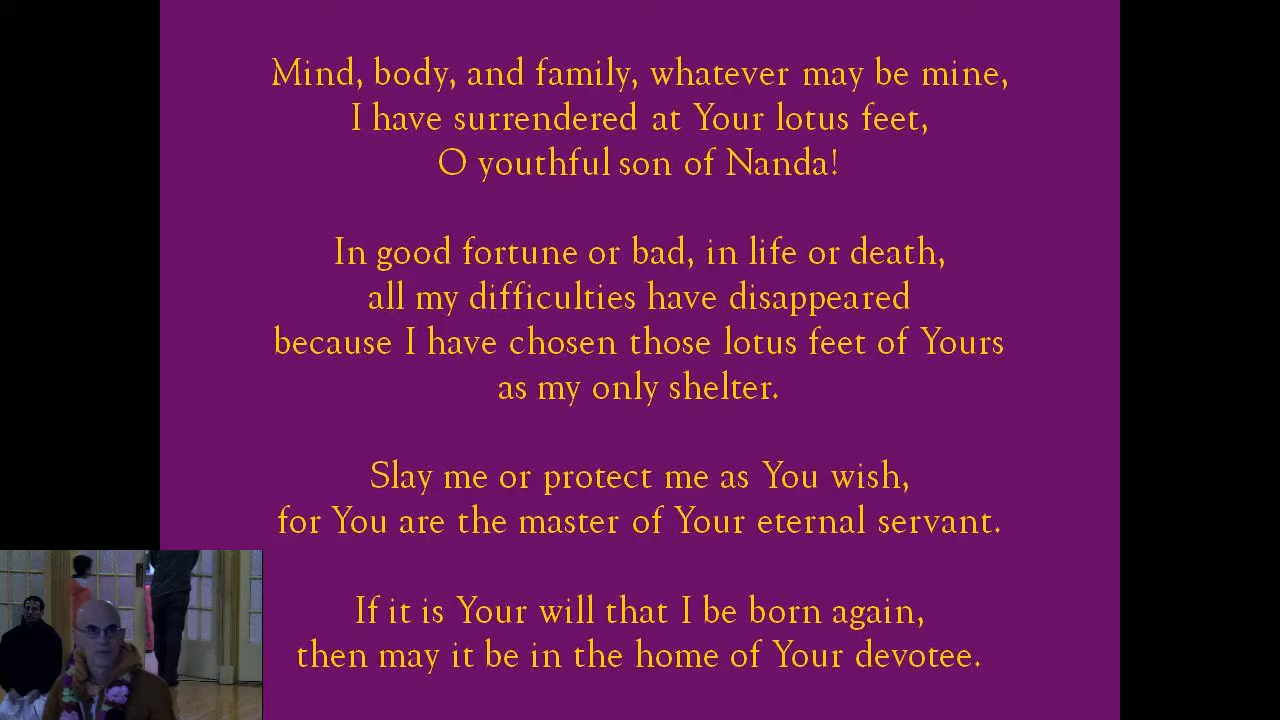 Mind, body, and family, whatever may be mine,
I have surrendered at Your lotus feet,
O youthful son of Nanda!
In good fortune or bad, in life or death,
all my difficulties have disappeared
because I have chosen those lotus feet of Yours
as my only shelter.
Slay me or protect me as You wish,
for You are the master of Your eternal servant.
If it is Your will that I be born again,
then may it be in the home of Your devotee.